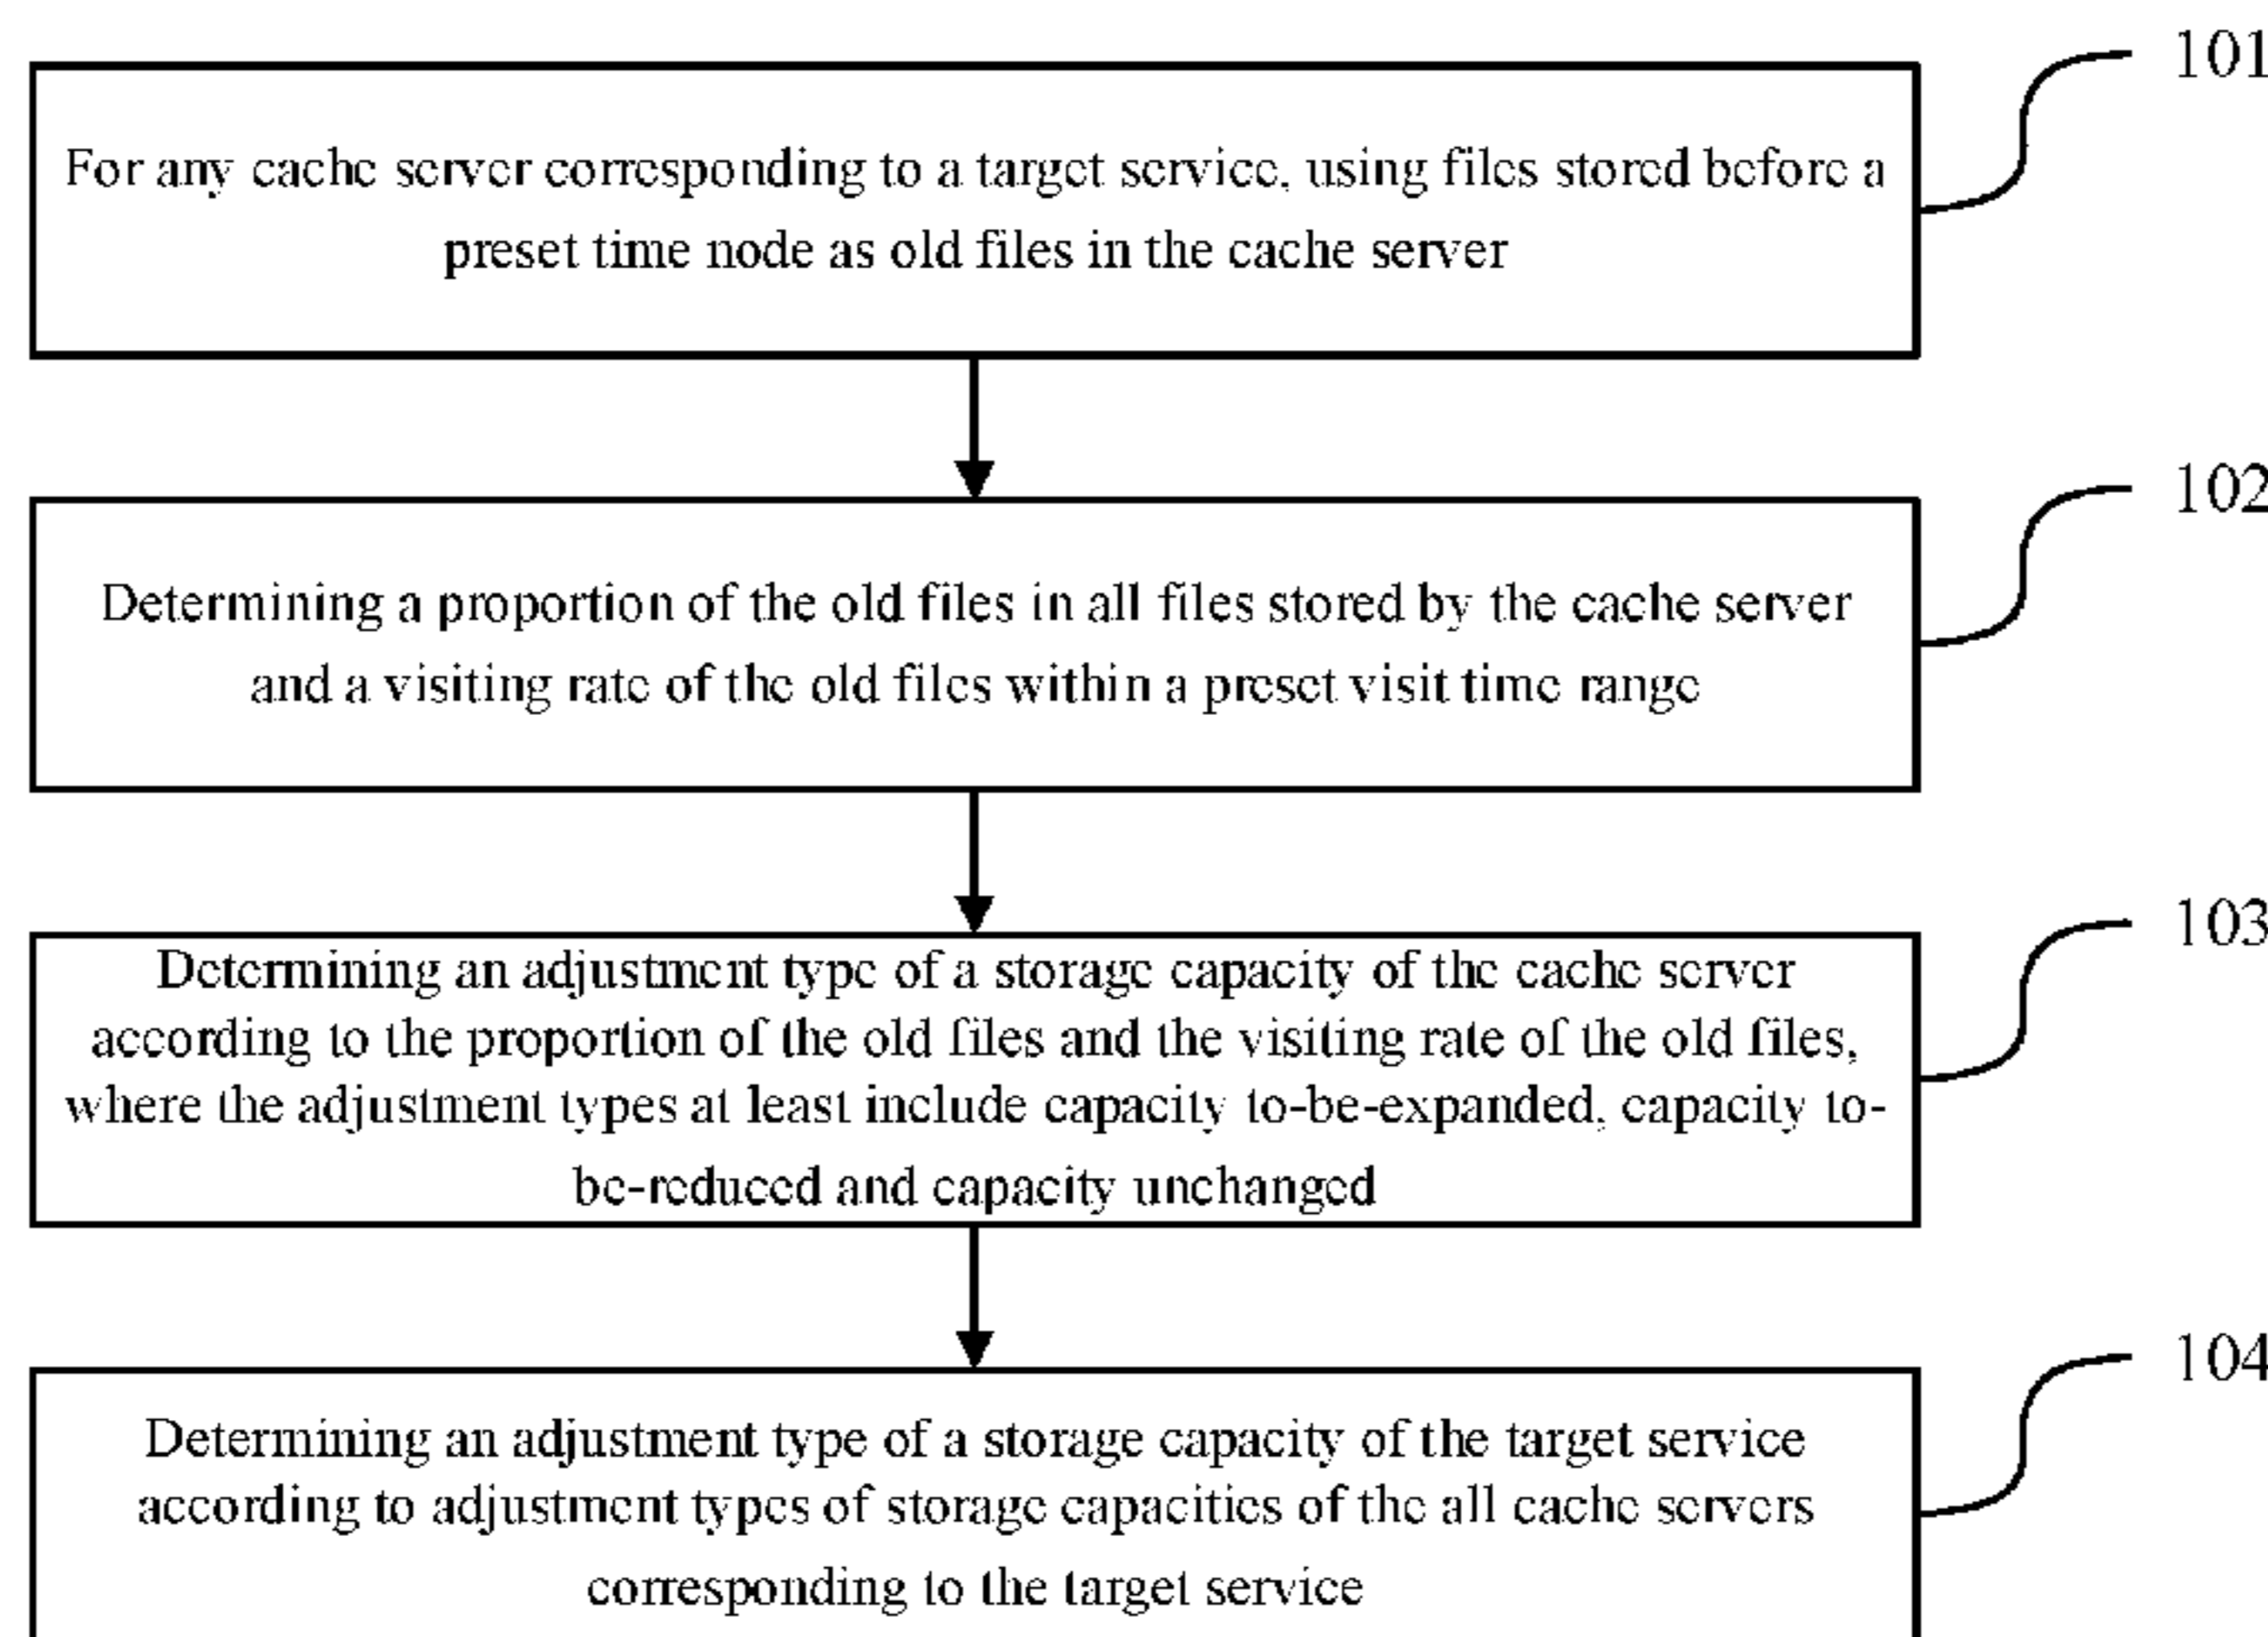 101
For any cache server corresponding to a target service, using files stored before a
preset time node as old files in the cache server
102
Determining a proportion of the old files in all files stored by the cache server
and a visiting rate of the old files within a preset visit time range
103
Determining an adjustment type of a storage capacity of the cache server
according to the proportion of the old files and the visiting rate of the old files,
where the adjustment types at least include capacity to-be-expanded, capacity to-
be-reduced and capacity unchanged
104
Determining an adjustment type of a storage capacity of the target service
according to adjustment types of storage capacities of the all cache servers
corresponding to the target service